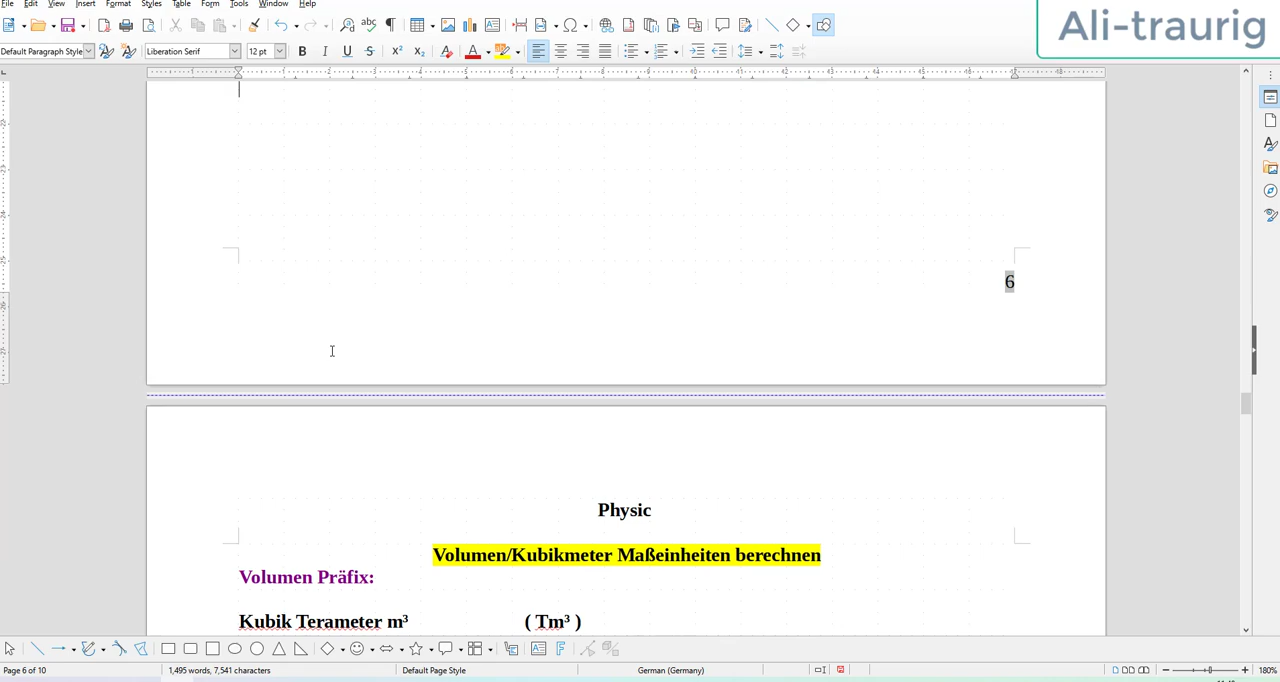 File Edit View Insert Format Styles Table Form Tools Window Help
Ali-traurig
Default Paragraph Style Liberation Serif 12 pt
6
Physic
Volumen/Kubikmeter Maßeinheiten berechnen
Volumen Präfix:
Kubik Terameter m³ ( Tm³ )
Page 6 of 10 1,495 words, 7,541 characters Default Page Style German (Germany) 180%